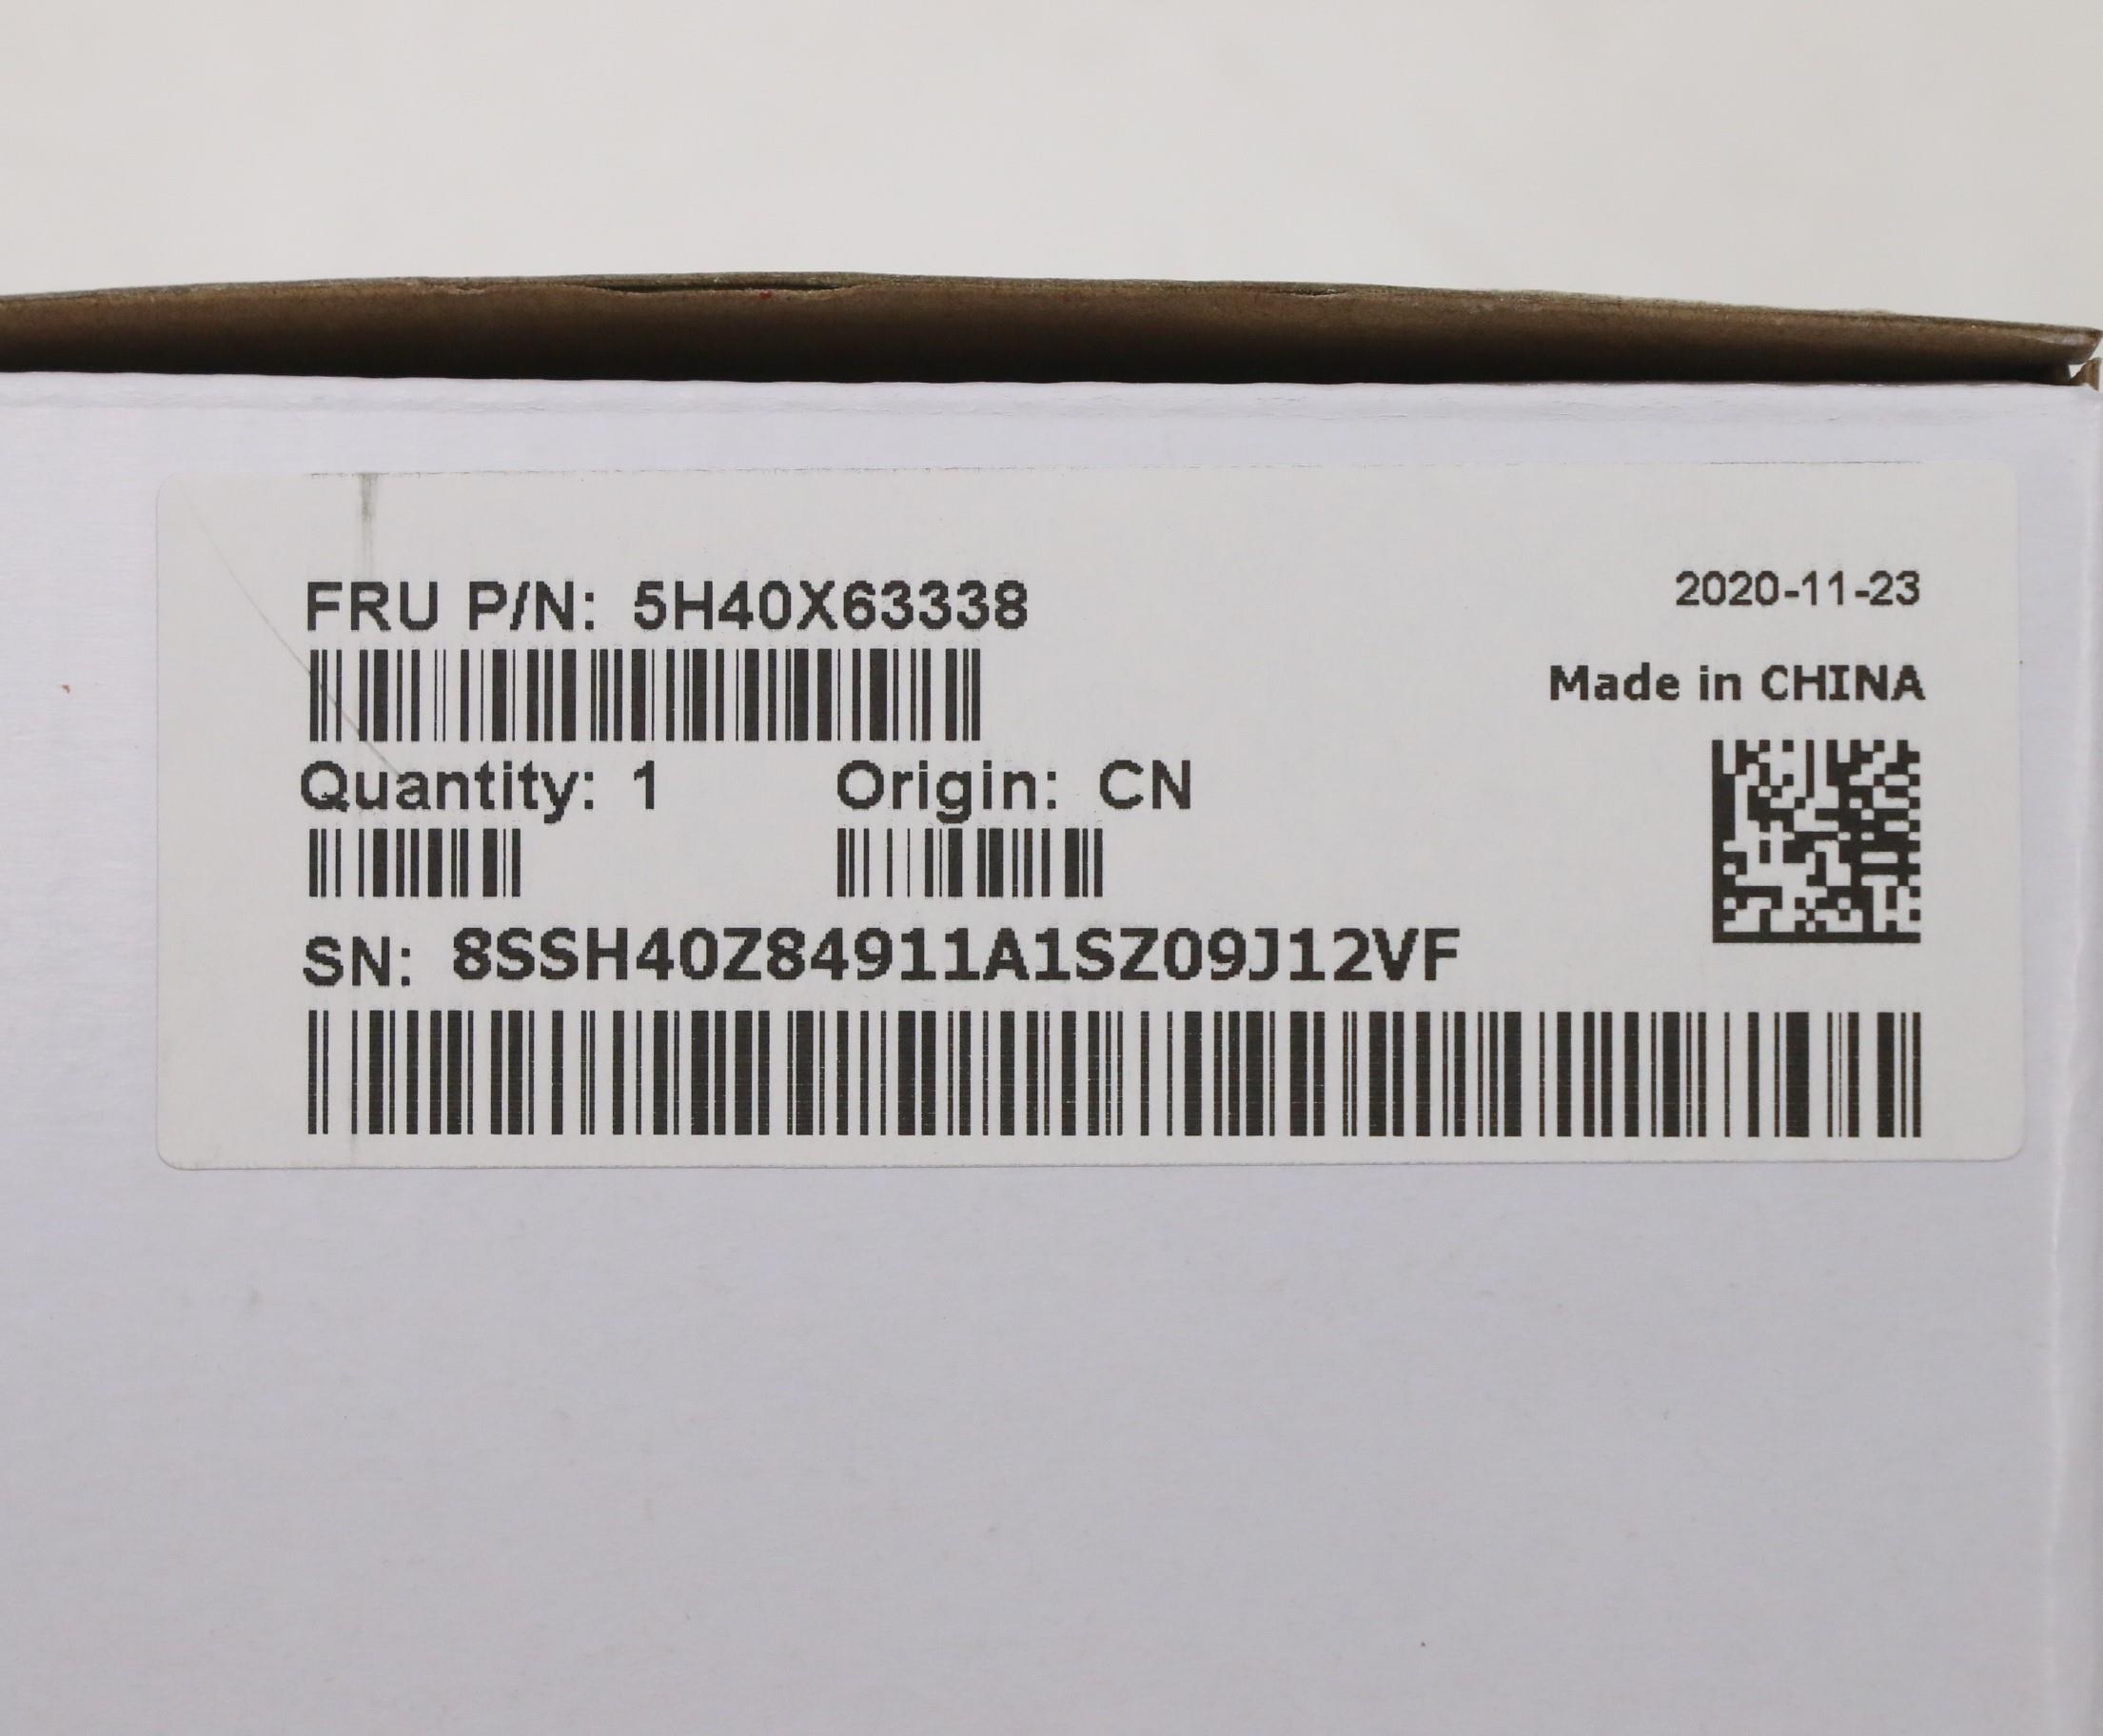 FRU P/N: 5H40X63338
2020-11-23
Made in CHINA
Quantity: 1
Origin: CN
SN: 8SSH40Z84911A1SZ09J12VF